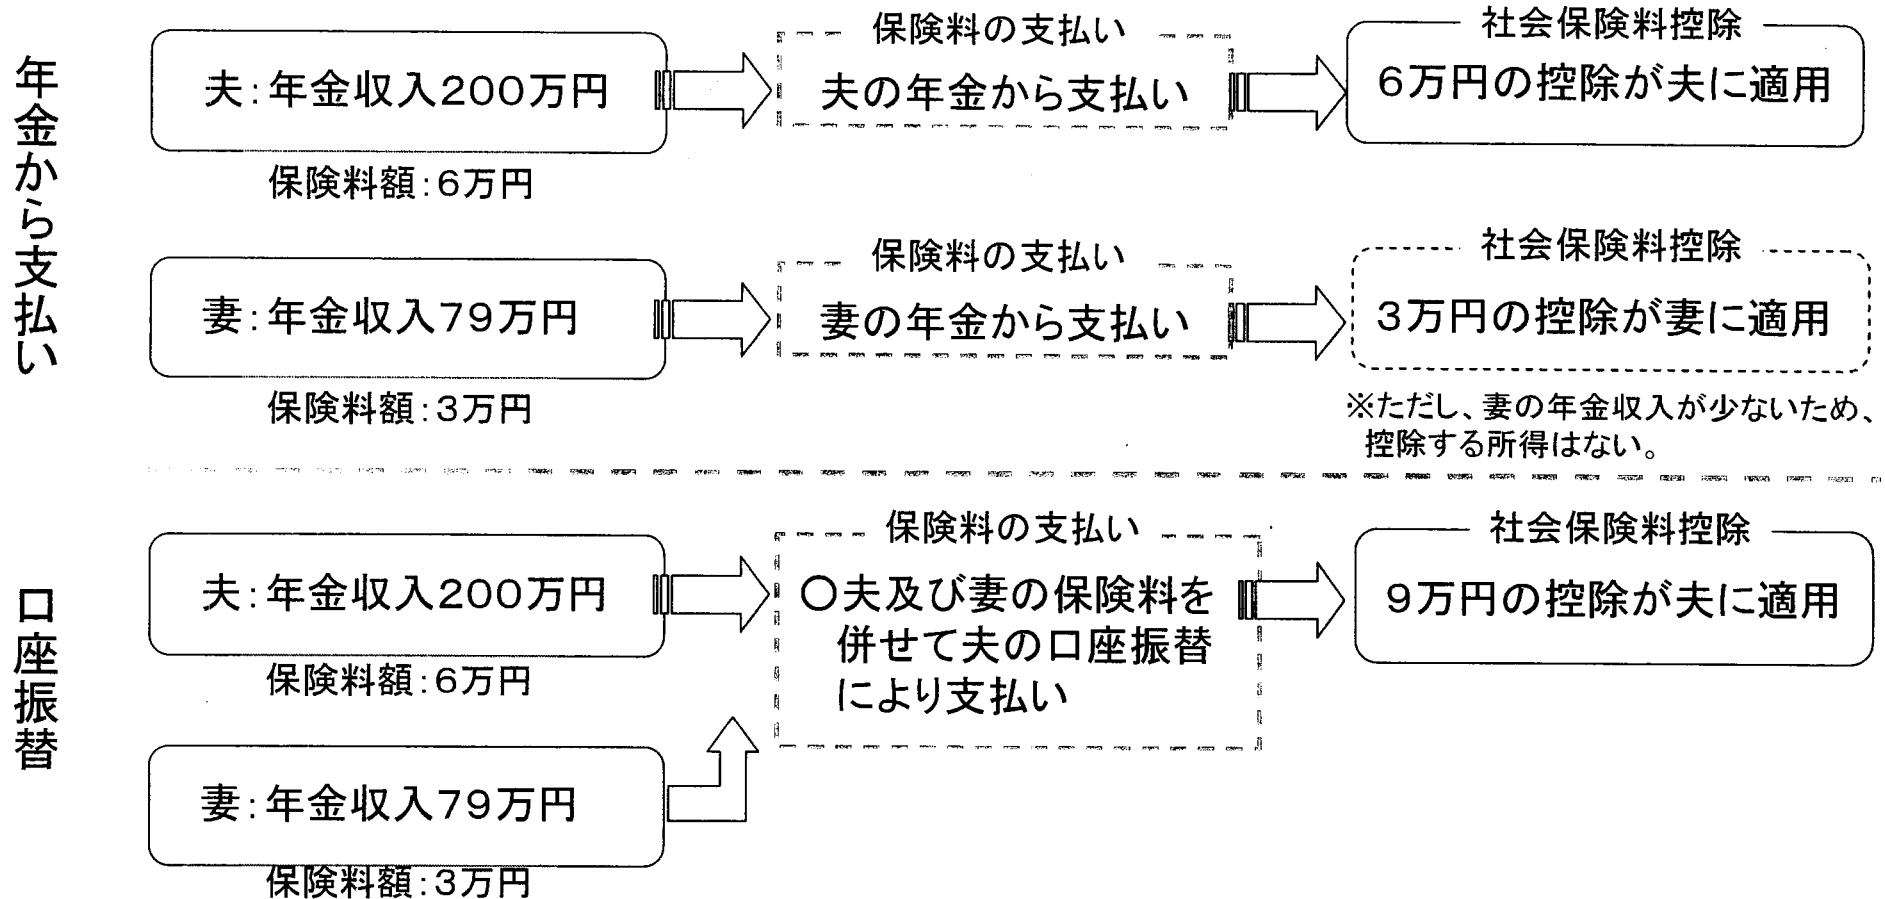 年金から支払い
夫:年金収入200万円
保険料額:6万円
保険料の支払い
夫の年金から支払い
社会保険料控除
6万円の控除が夫に適用
妻:年金収入79万円
保険料額:3万円
保険料の支払い
妻の年金から支払い
社会保険料控除
3万円の控除が妻に適用
※ただし、妻の年金収入が少ないため、
控除する所得はない。
口座振替
夫:年金収入200万円
保険料額:6万円
妻:年金収入79万円
保険料額:3万円
保険料の支払い
○夫及び妻の保険料を
併せて夫の口座振替
により支払い
社会保険料控除
9万円の控除が夫に適用